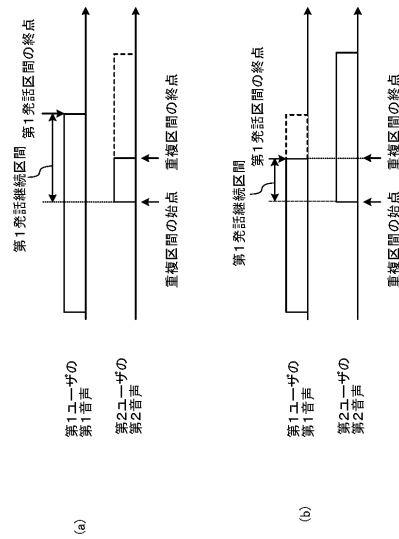 (a)
第1発話継続区間
第1発話区間の終点
第1ユーザの
第1音声
第2ユーザの
第2音声
重複区間の始点
重複区間の終点
(b)
第1発話継続区間
第1発話区間の終点
第1ユーザの
第1音声
第2ユーザの
第2音声
重複区間の始点
重複区間の終点